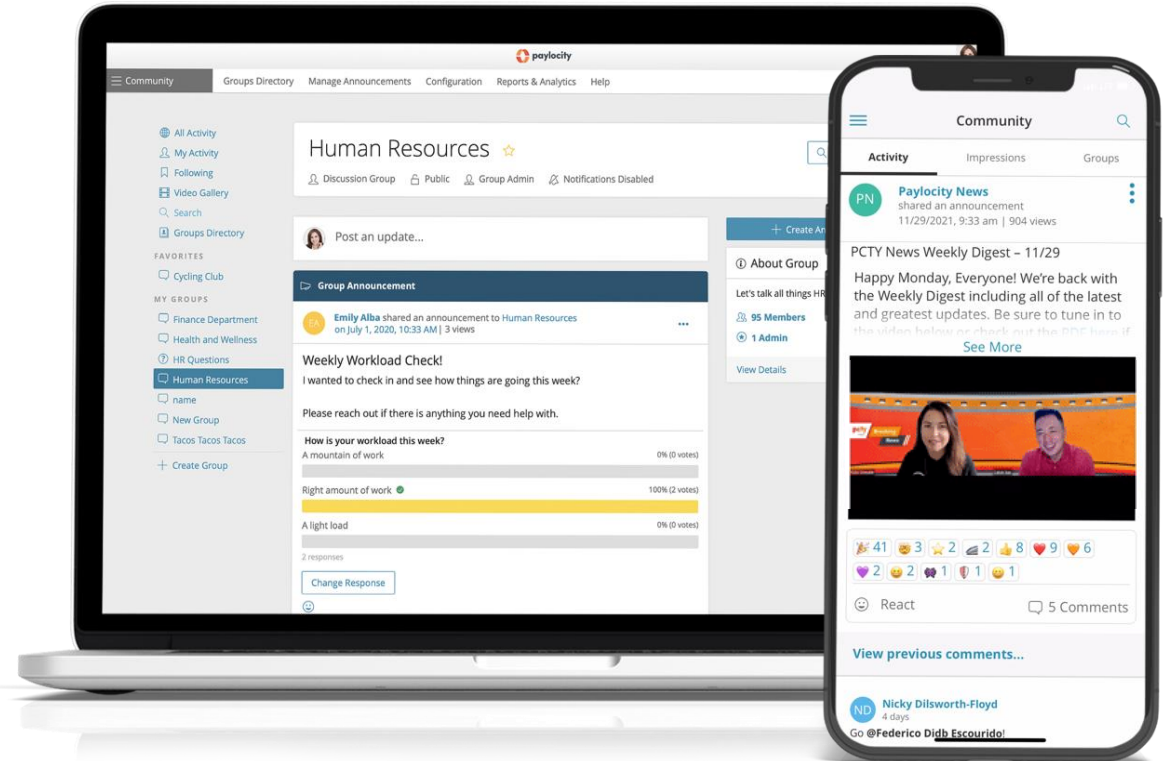 paylocity
Community
Groups Directory
Manage Announcements
Configuration
Reports & Analytics
Help
All Activity
My Activity
Following
Video Gallery
Search
Groups Directory
FAVORITES
Cycling Club
MY GROUPS
Finance Department
Health and Wellness
HR Questions
Human Resources
name
New Group
Tacos Tacos Tacos
+ Create Group
Human Resources
Discussion Group
Public
Group Admin
Notifications Disabled
Post an update...
Group Announcement
EA
Emily Alba shared an announcement to Human Resources
on July 1, 2020, 10:33 AM | 3 views
Weekly Workload Check!
I wanted to check in and see how things are going this week?
Please reach out if there is anything you need help with.
How is your workload this week?
A mountain of work 0% (0 votes)
Right amount of work 100% (2 votes)
A light load 0% (0 votes)
2 responses
Change Response
+ Create An
About Group
Let's talk all things HR
95 Members
1 Admin
View Details
Community
Activity
Impressions
Groups
PN
Paylocity News
shared an announcement
11/29/2021, 9:33 am | 904 views
PCTY News Weekly Digest – 11/29
Happy Monday, Everyone! We're back with
the Weekly Digest including all of the latest
and greatest updates. Be sure to tune in to
the video below or check out the PDF here if
See More
41 3 2 2 8 9 6
2 2 1 1 1
React
5 Comments
View previous comments...
ND
Nicky Dilsworth-Floyd
4 days
Go @Federico Didb Escourido!